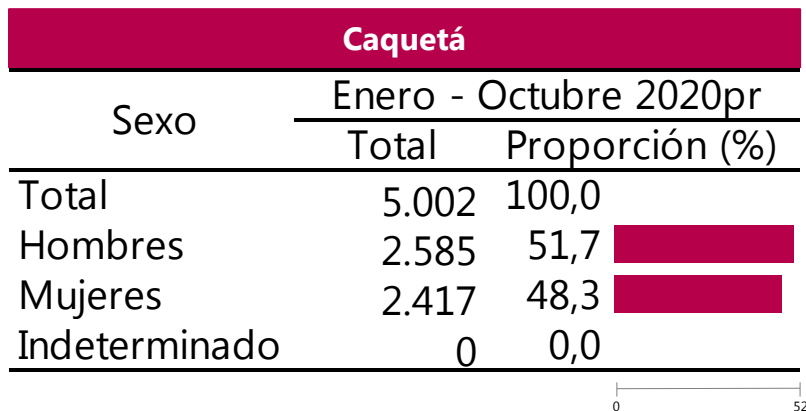 Caquetá
Sexo
Enero - Octubre 2020pr
Total Proporción (%)
Total 5.002 100,0
Hombres 2.585 51,7
Mujeres 2.417 48,3
Indeterminado 0 0,0
0 52